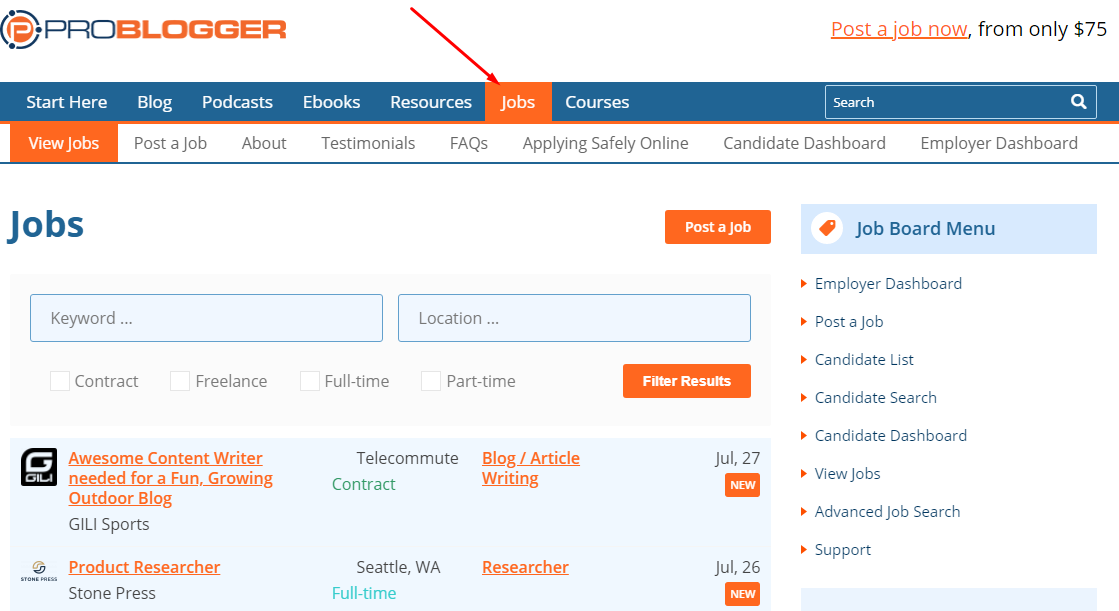 PROBLOGGER
Post a job now, from only $75
Start Here Blog Podcasts Ebooks Resources Jobs Courses Search
View Jobs Post a Job About Testimonials FAQs Applying Safely Online Candidate Dashboard Employer Dashboard
Jobs
Post a Job
Keyword ... Location ...
Contract Freelance Full-time Part-time Filter Results
GILI
Awesome Content Writer
needed for a Fun, Growing
Outdoor Blog
GILI Sports
Telecommute
Contract
Blog / Article
Writing
Jul, 27
NEW
STONE PRESS
Product Researcher
Stone Press
Seattle, WA
Full-time
Researcher
Jul, 26
NEW
Job Board Menu
Employer Dashboard
Post a Job
Candidate List
Candidate Search
Candidate Dashboard
View Jobs
Advanced Job Search
Support